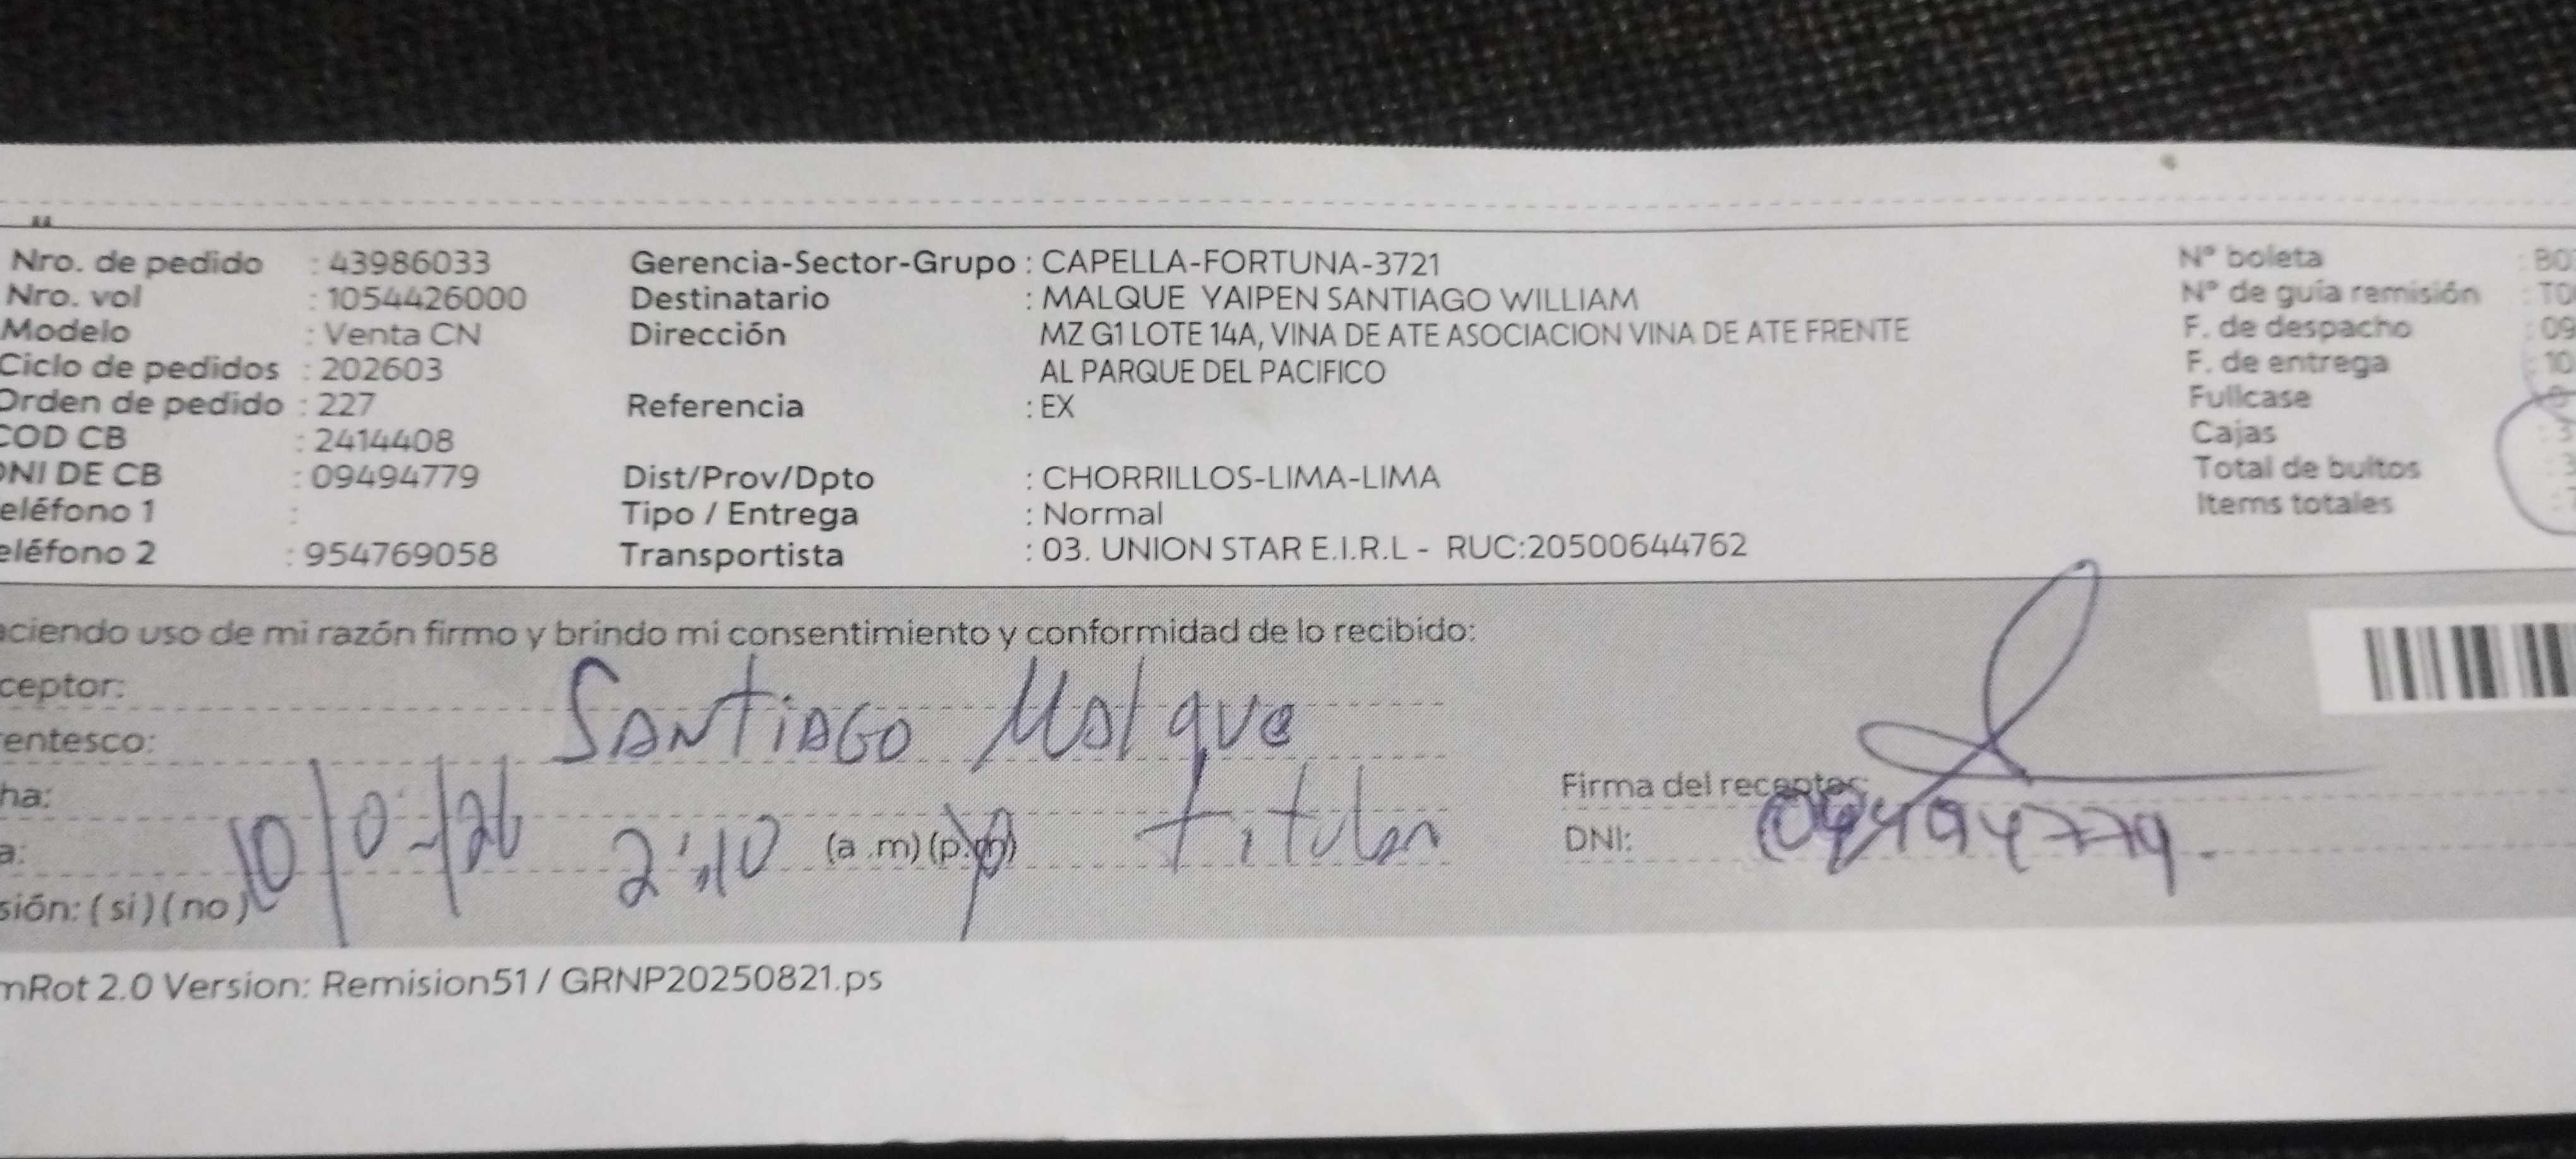 Nro. de pedido : 43986033 Gerencia-Sector-Grupo : CAPELLA-FORTUNA-3721 N° boleta : B0
Nro. vol : 1054426000 Destinatario : MALQUE YAIPEN SANTIAGO WILLIAM N° de guía remisión : T0
Modelo : Venta CN Dirección MZ G1 LOTE 14A, VINA DE ATE ASOCIACION VINA DE ATE FRENTE F. de despacho : 09
Ciclo de pedidos : 202603 AL PARQUE DEL PACIFICO F. de entrega : 10
Orden de pedido : 227 Referencia : EX Fullcase
COD CB : 2414408 Cajas
DNI DE CB : 09494779 Dist/Prov/Dpto : CHORRILLOS-LIMA-LIMA Total de bultos
eléfono 1 : Tipo / Entrega : Normal Items totales
eléfono 2 : 954769058 Transportista : 03. UNION STAR E.I.R.L - RUC:20500644762
aciendo uso de mi razón firmo y brindo mi consentimiento y conformidad de lo recibido:
ceptor: SANTIAGO Malque
entesco: titular
ha: 10/0 /26 Firma del receptor:
a: 2:10 (a .m) (p.m) DNI: 09494779.
sión: ( si ) ( no )
mRot 2.0 Version: Remision51 / GRNP20250821.ps